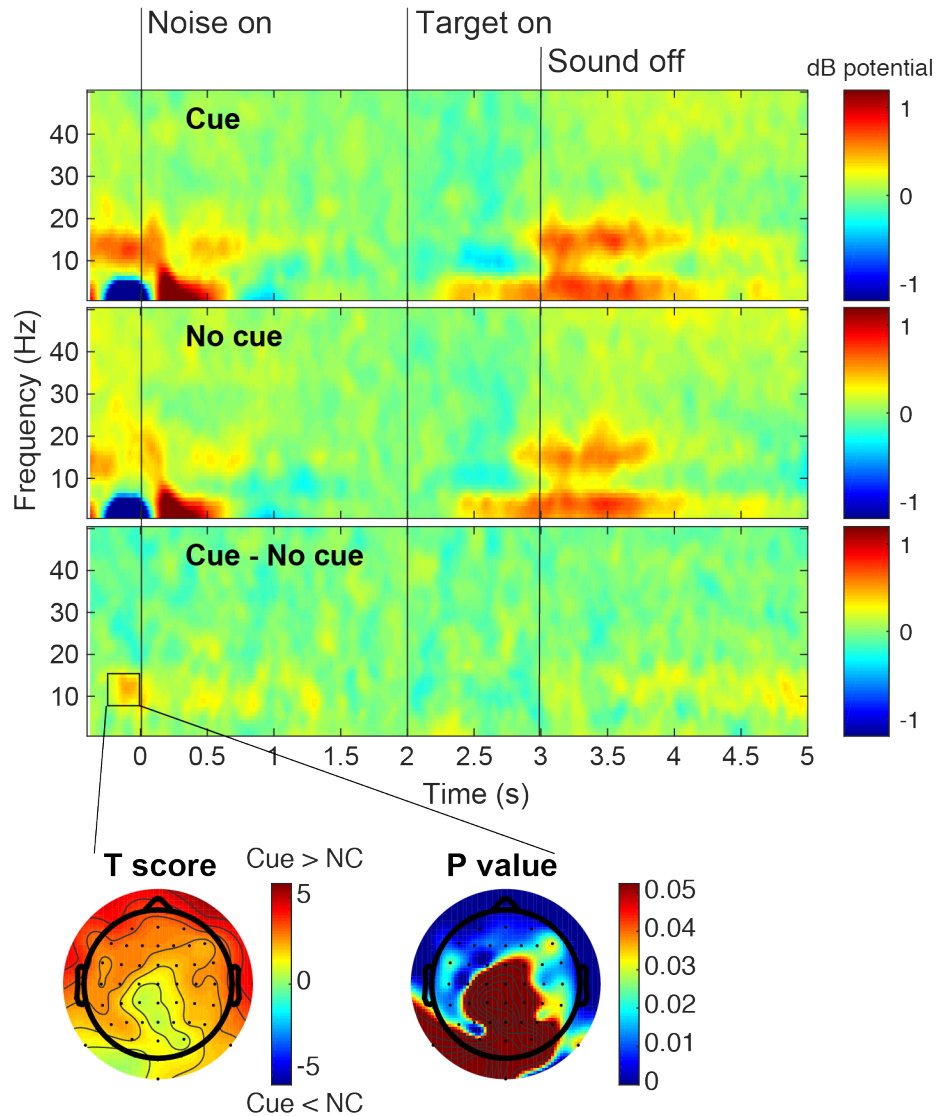 Noise on
Target on
Sound off
dB potential
Cue
40
30
20
10
1
0
-1
No cue
40
30
20
10
1
0
-1
Cue - No cue
40
30
20
10
1
0
-1
Frequency (Hz)
0 0.5 1 1.5 2 2.5 3 3.5 4 4.5 5
Time (s)
T score
Cue > NC
5
0
-5
Cue < NC
P value
0.05
0.04
0.03
0.02
0.01
0